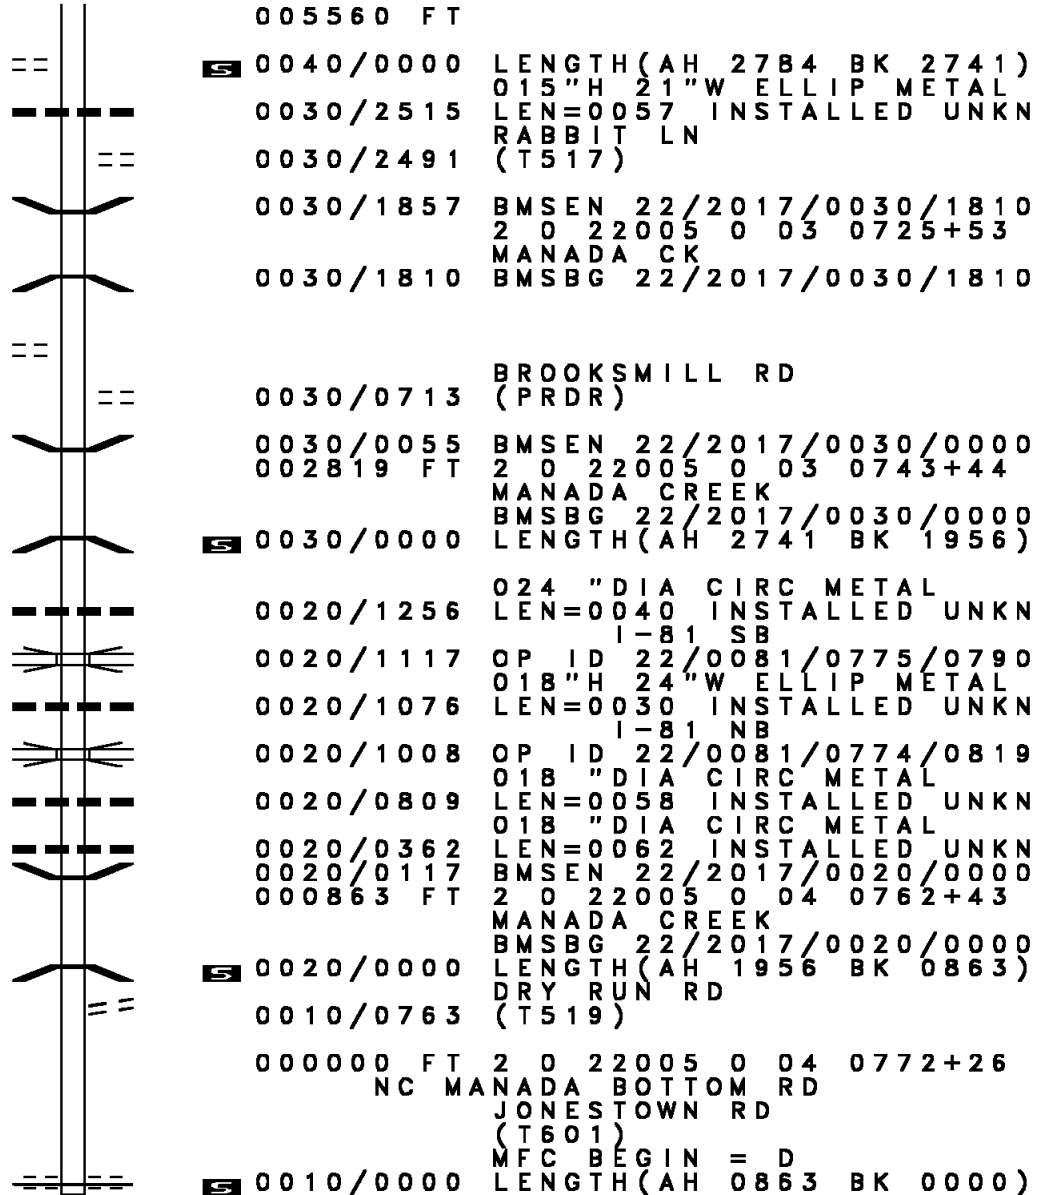 005560 FT
S 0040/0000 LENGTH(AH 2784 BK 2741)
015"H 21"W ELLIP METAL
0030/2515 LEN=0057 INSTALLED UNKN
RABBIT LN
0030/2491 (T517)
0030/1857 BMSEN 22/2017/0030/1810
2 0 22005 0 03 0725+53
MANADA CK
0030/1810 BMSBG 22/2017/0030/1810
BROOKSMILL RD
0030/0713 (PRDR)
0030/0055 BMSEN 22/2017/0030/0000
002819 FT 2 0 22005 0 03 0743+44
MANADA CREEK
BMSBG 22/2017/0030/0000
S 0030/0000 LENGTH(AH 2741 BK 1956)
024 "DIA CIRC METAL
0020/1256 LEN=0040 INSTALLED UNKN
I-81 SB
0020/1117 OP ID 22/0081/0775/0790
018"H 24"W ELLIP METAL
0020/1076 LEN=0030 INSTALLED UNKN
I-81 NB
0020/1008 OP ID 22/0081/0774/0819
018 "DIA CIRC METAL
0020/0809 LEN=0058 INSTALLED UNKN
018 "DIA CIRC METAL
0020/0362 LEN=0062 INSTALLED UNKN
0020/0117 BMSEN 22/2017/0020/0000
000863 FT 2 0 22005 0 04 0762+43
MANADA CREEK
BMSBG 22/2017/0020/0000
S 0020/0000 LENGTH(AH 1956 BK 0863)
DRY RUN RD
0010/0763 (T519)
000000 FT 2 0 22005 0 04 0772+26
NC MANADA BOTTOM RD
JONESTOWN RD
(T601)
MFC BEGIN = D
S 0010/0000 LENGTH(AH 0863 BK 0000)